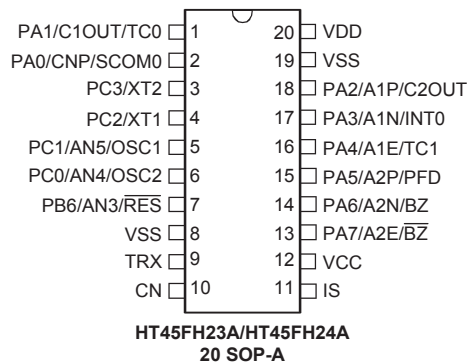 PA1/C1OUT/TC0 1 20 VDD
PA0/CNP/SCOM0 2 19 VSS
PC3/XT2 3 18 PA2/A1P/C2OUT
PC2/XT1 4 17 PA3/A1N/INT0
PC1/AN5/OSC1 5 16 PA4/A1E/TC1
PC0/AN4/OSC2 6 15 PA5/A2P/PFD
PB6/AN3/R̅E̅S̅ 7 14 PA6/A2N/BZ
VSS 8 13 PA7/A2E/B̅Z̅
TRX 9 12 VCC
CN 10 11 IS
HT45FH23A/HT45FH24A
20 SOP-A